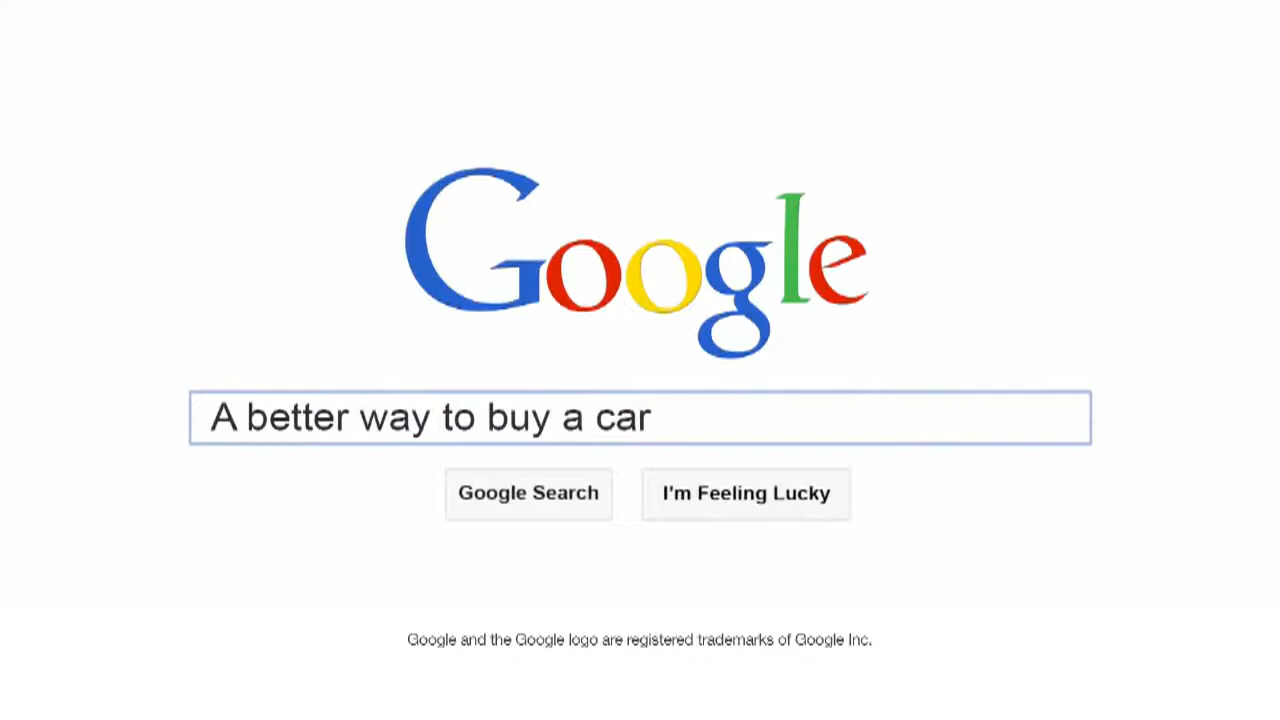 Google
A better way to buy a car
Google Search
I'm Feeling Lucky
Google and the Google logo are registered trademarks of Google Inc.